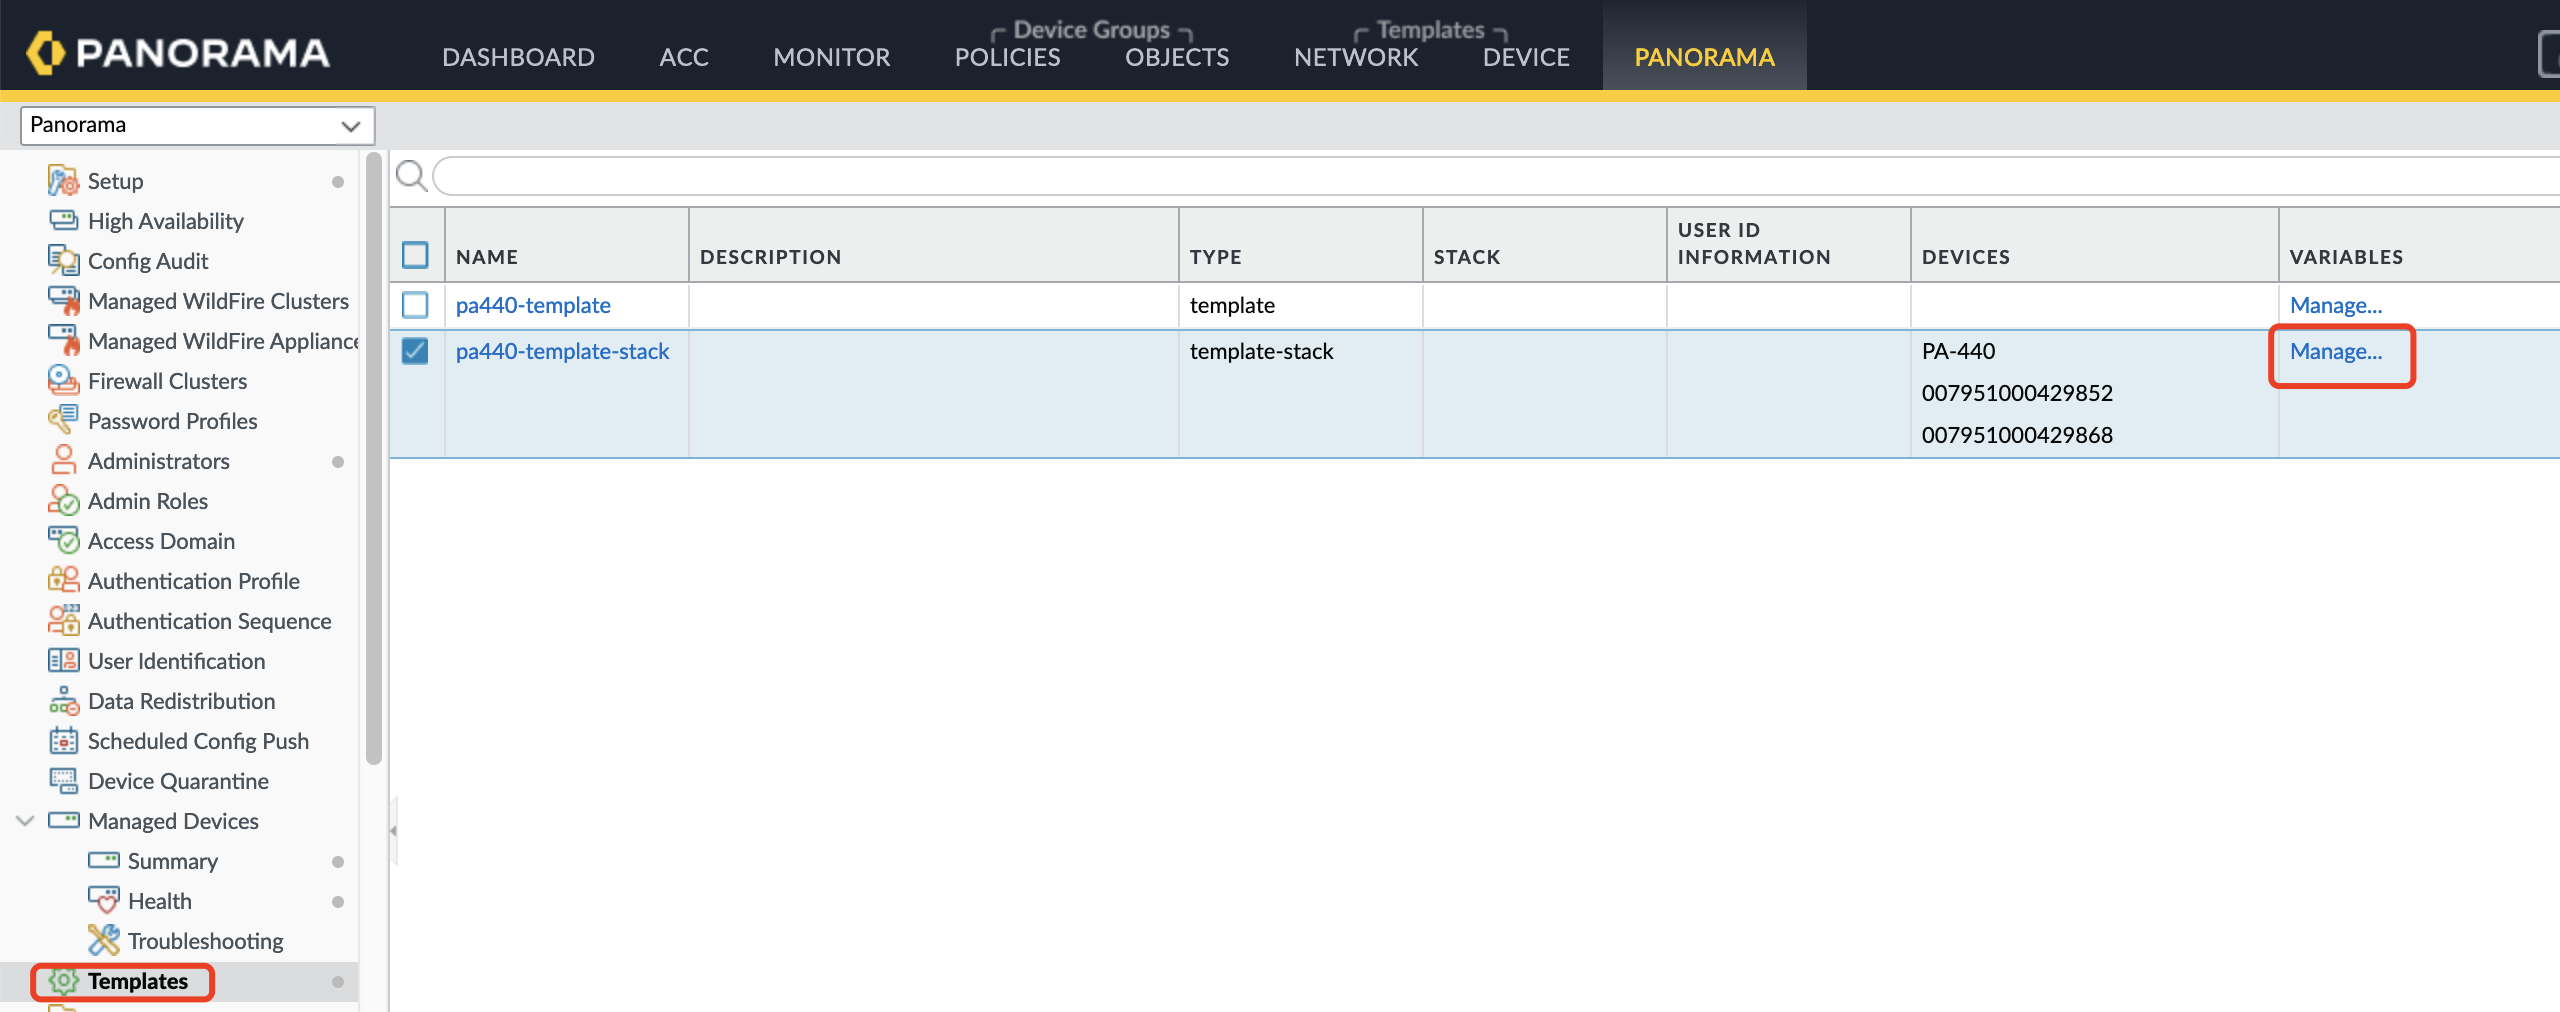 Device Groups Templates
PANORAMA DASHBOARD ACC MONITOR POLICIES OBJECTS NETWORK DEVICE PANORAMA
Panorama
Setup
High Availability
Config Audit
Managed WildFire Clusters
Managed WildFire Appliance
Firewall Clusters
Password Profiles
Administrators
Admin Roles
Access Domain
Authentication Profile
Authentication Sequence
User Identification
Data Redistribution
Scheduled Config Push
Device Quarantine
Managed Devices
Summary
Health
Troubleshooting
Templates
NAME DESCRIPTION TYPE STACK USER ID INFORMATION DEVICES VARIABLES
pa440-template template Manage...
pa440-template-stack template-stack PA-440 Manage...
007951000429852
007951000429868